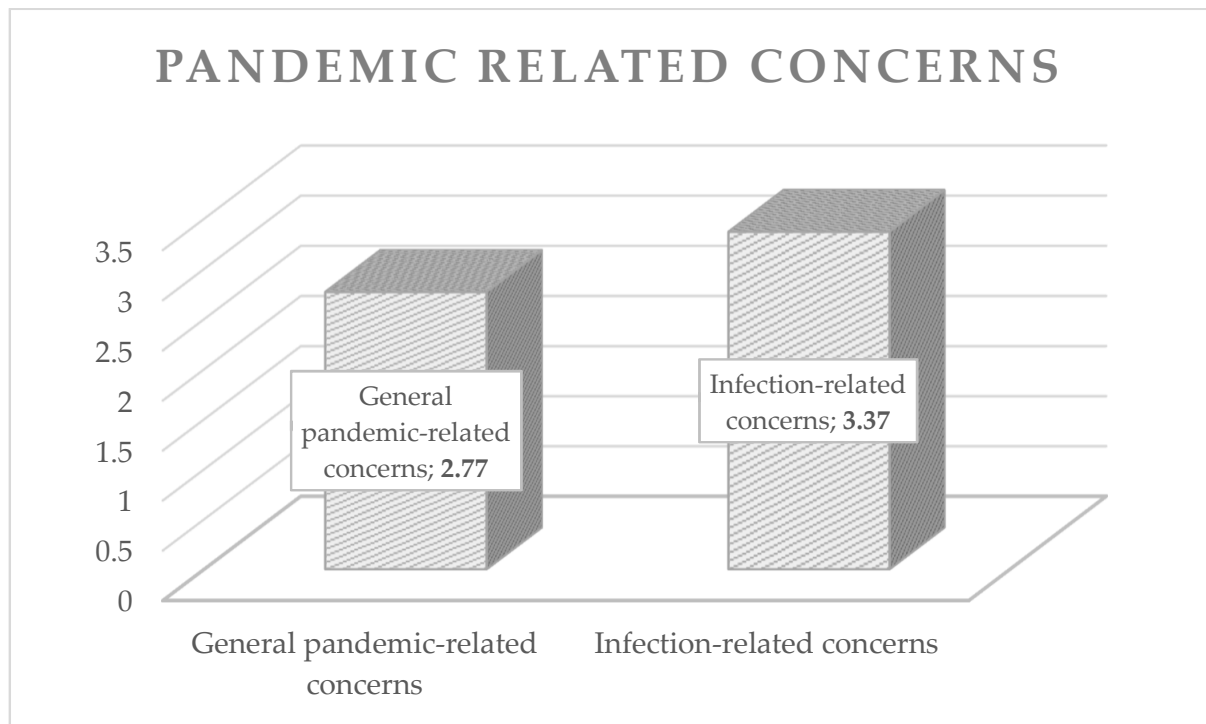 PANDEMIC RELATED CONCERNS
3.5
3
2.5
2
1.5
1
0.5
0
General
pandemic-related
concerns; 2.77
Infection-related
concerns; 3.37
General pandemic-related
concerns
Infection-related concerns